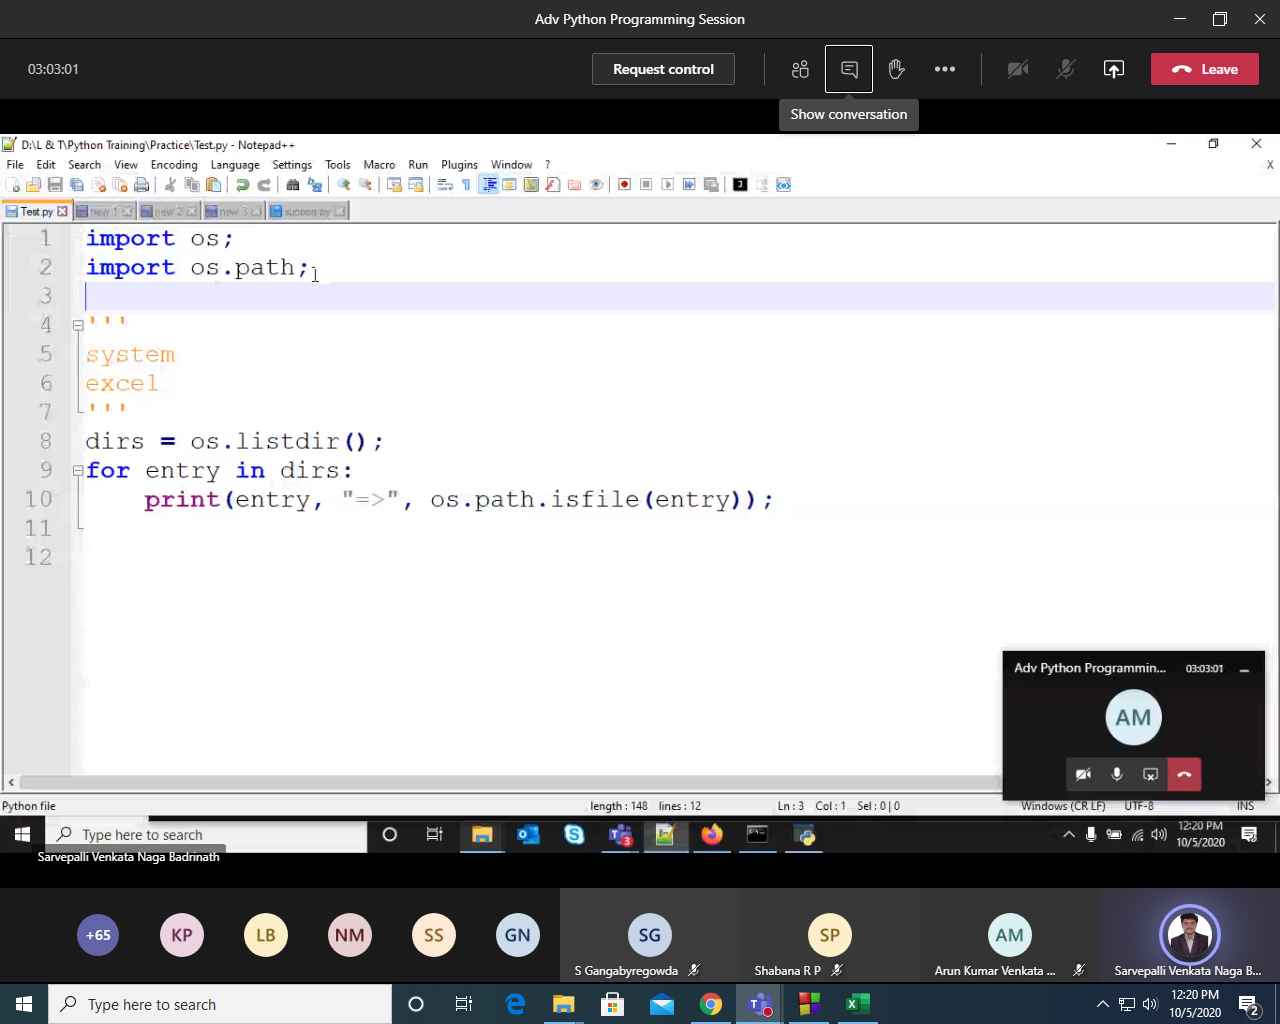 Adv Python Programming Session
03:03:01
Request control
Leave
Show conversation
D:\L & T\Python Training\Practice\Test.py - Notepad++
File Edit Search View Encoding Language Settings Tools Macro Run Plugins Window ?
X
Test.py new 1 new 2 new 3 support.py
1 import os;
2 import os.path;
3
4 '''
5 system
6 excel
7 '''
8 dirs = os.listdir();
9 for entry in dirs:
10 print(entry, "=>", os.path.isfile(entry));
11
12
Adv Python Programmin... 03:03:01
AM
Python file length : 148 lines : 12 Ln : 3 Col : 1 Sel : 0 | 0 Windows (CR LF) UTF-8 INS
Type here to search
3
12:20 PM
10/5/2020
Sarvepalli Venkata Naga Badrinath
+65 KP LB NM SS GN SG SP AM
S Gangabyregowda Shabana R P Arun Kumar Venkata ... Sarvepalli Venkata Naga B...
Type here to search
12:20 PM
10/5/2020
2